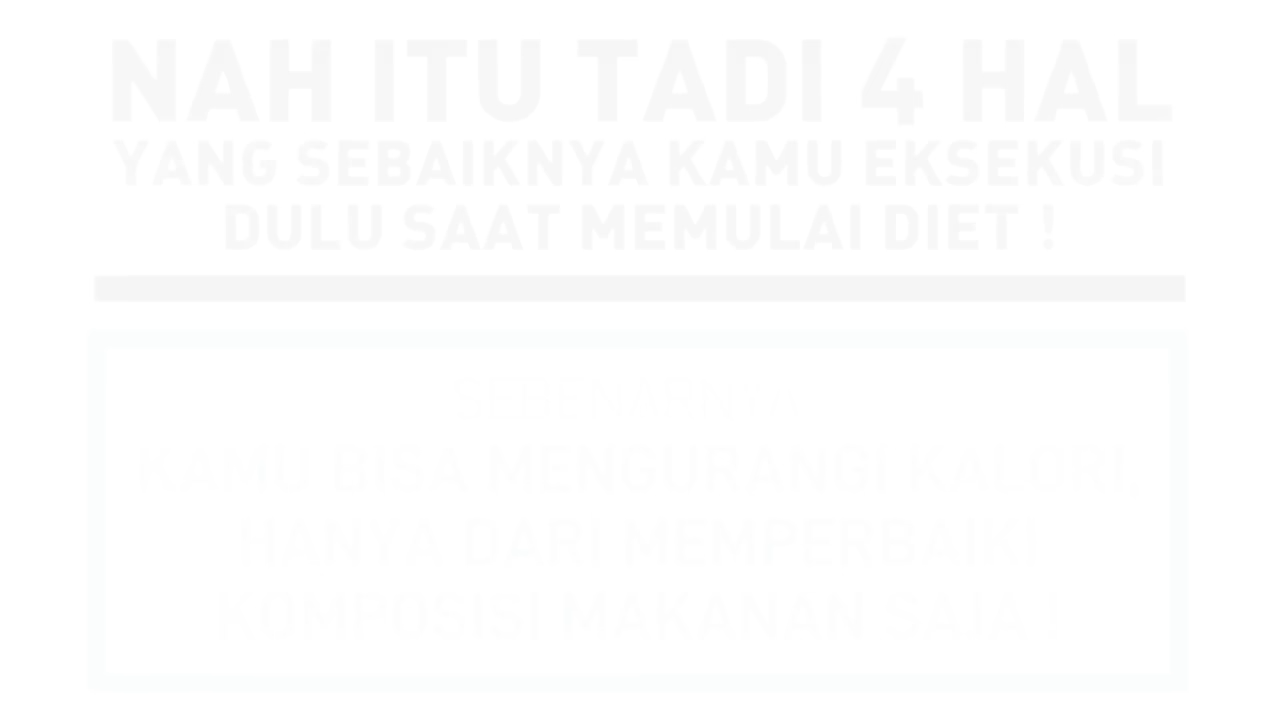 NAH ITU TADI 4 HAL
YANG SEBAIKNYA KAMU EKSEKUSI
DULU SAAT MEMULAI DIET !
SEBENARNYA
KAMU BISA MENGURANGI KALORI,
HANYA DARI MEMPERBAIKI
KOMPOSISI MAKANAN SAJA !